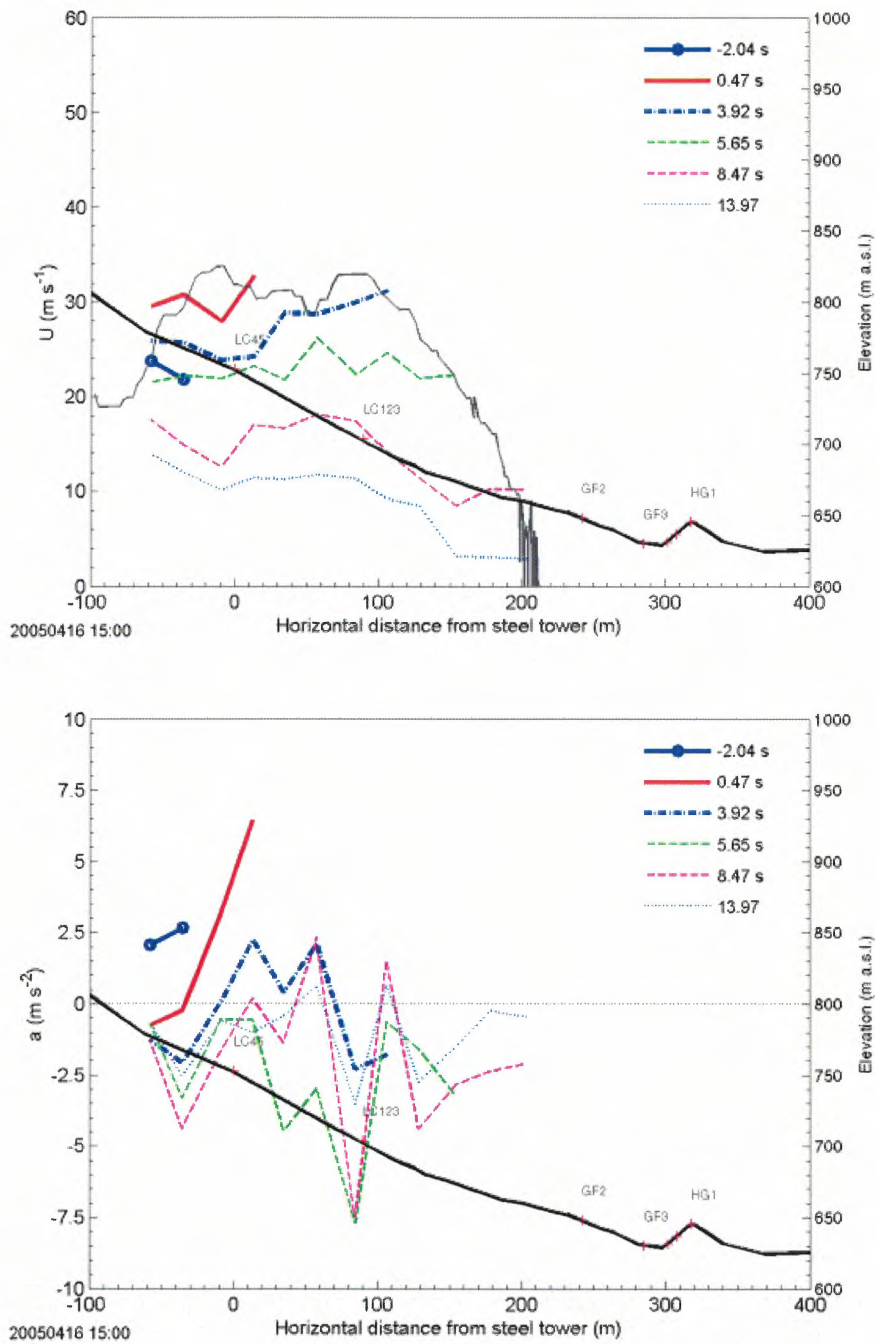 60
50
40
30
20
10
0
U (m s⁻¹)
1000
950
900
850
800
750
700
650
600
Elevation (m a.s.l.)
-2.04 s
0.47 s
3.92 s
5.65 s
8.47 s
13.97
LC45
LC123
GF2
GF3
HG1
-100 0 100 200 300 400
Horizontal distance from steel tower (m)
20050416 15:00
10
7.5
5
2.5
0
-2.5
-5
-7.5
-10
a (m s⁻²)
1000
950
900
850
800
750
700
650
600
Elevation (m a.s.l.)
-2.04 s
0.47 s
3.92 s
5.65 s
8.47 s
13.97
LC45
LC123
GF2
GF3
HG1
-100 0 100 200 300 400
Horizontal distance from steel tower (m)
20050416 15:00